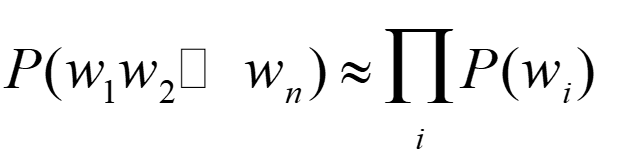 P(w₁w₂□ wₙ) ≈ ∏ᵢ P(wᵢ)